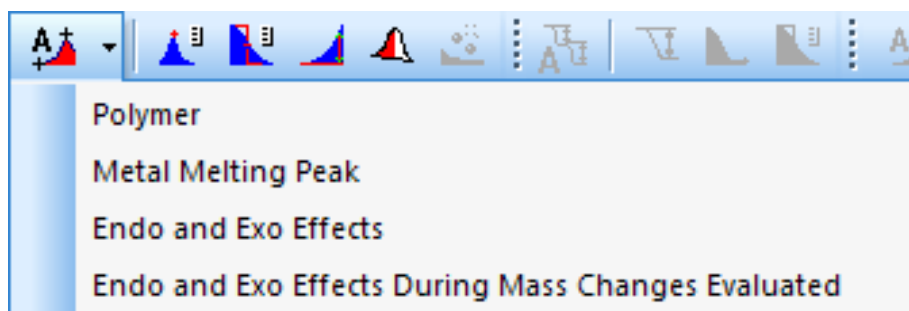 Polymer
Metal Melting Peak
Endo and Exo Effects
Endo and Exo Effects During Mass Changes Evaluated